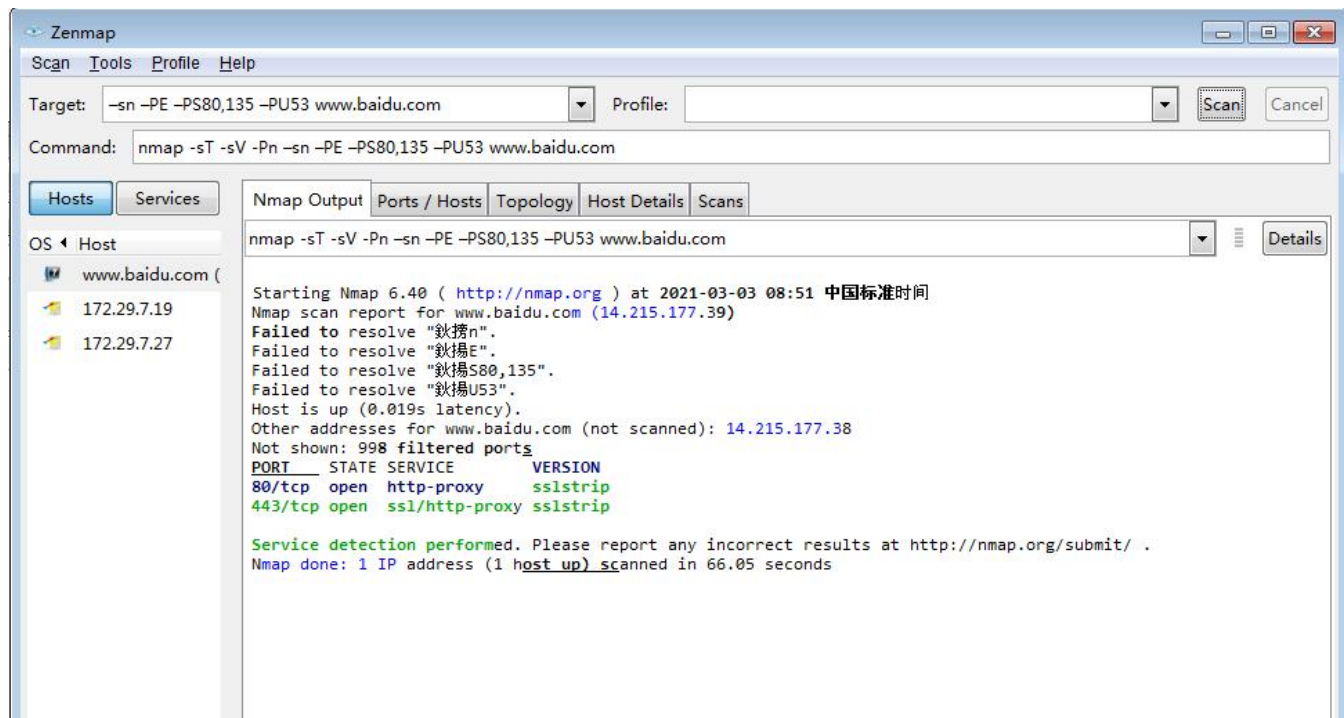 Zenmap
Scan Tools Profile Help
Target: –sn –PE –PS80,135 –PU53 www.baidu.com Profile: Scan Cancel
Command: nmap -sT -sV -Pn –sn –PE –PS80,135 –PU53 www.baidu.com
Hosts Services Nmap Output Ports / Hosts Topology Host Details Scans
OS Host nmap -sT -sV -Pn –sn –PE –PS80,135 –PU53 www.baidu.com Details
www.baidu.com (
172.29.7.19
172.29.7.27
Starting Nmap 6.40 ( http://nmap.org ) at 2021-03-03 08:51 中国标准时间
Nmap scan report for www.baidu.com (14.215.177.39)
Failed to resolve "鈥搒n".
Failed to resolve "鈥揚E".
Failed to resolve "鈥揚S80,135".
Failed to resolve "鈥揚U53".
Host is up (0.019s latency).
Other addresses for www.baidu.com (not scanned): 14.215.177.38
Not shown: 998 filtered ports
PORT STATE SERVICE VERSION
80/tcp open http-proxy sslstrip
443/tcp open ssl/http-proxy sslstrip
Service detection performed. Please report any incorrect results at http://nmap.org/submit/ .
Nmap done: 1 IP address (1 host up) scanned in 66.05 seconds